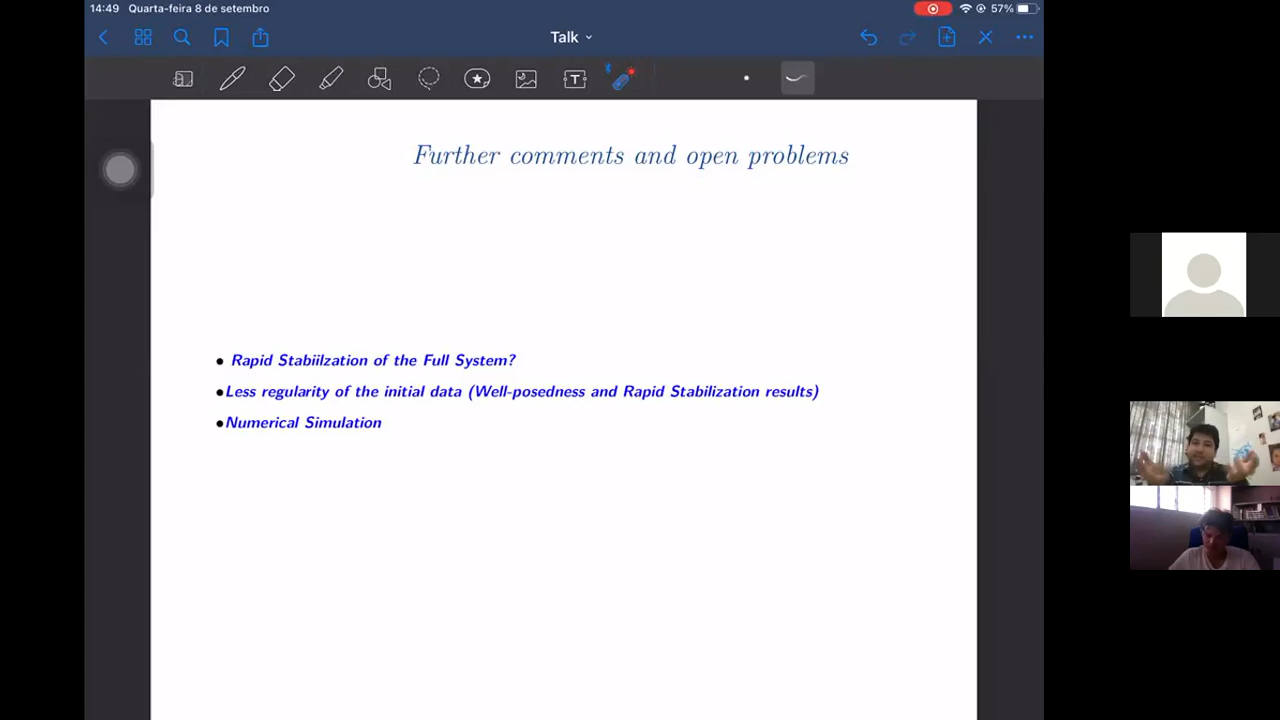 14:49 Quarta-feira 8 de setembro
57%
Talk
T
Further comments and open problems
• Rapid Stabiilzation of the Full System?
•Less regularity of the initial data (Well-posedness and Rapid Stabilization results)
•Numerical Simulation